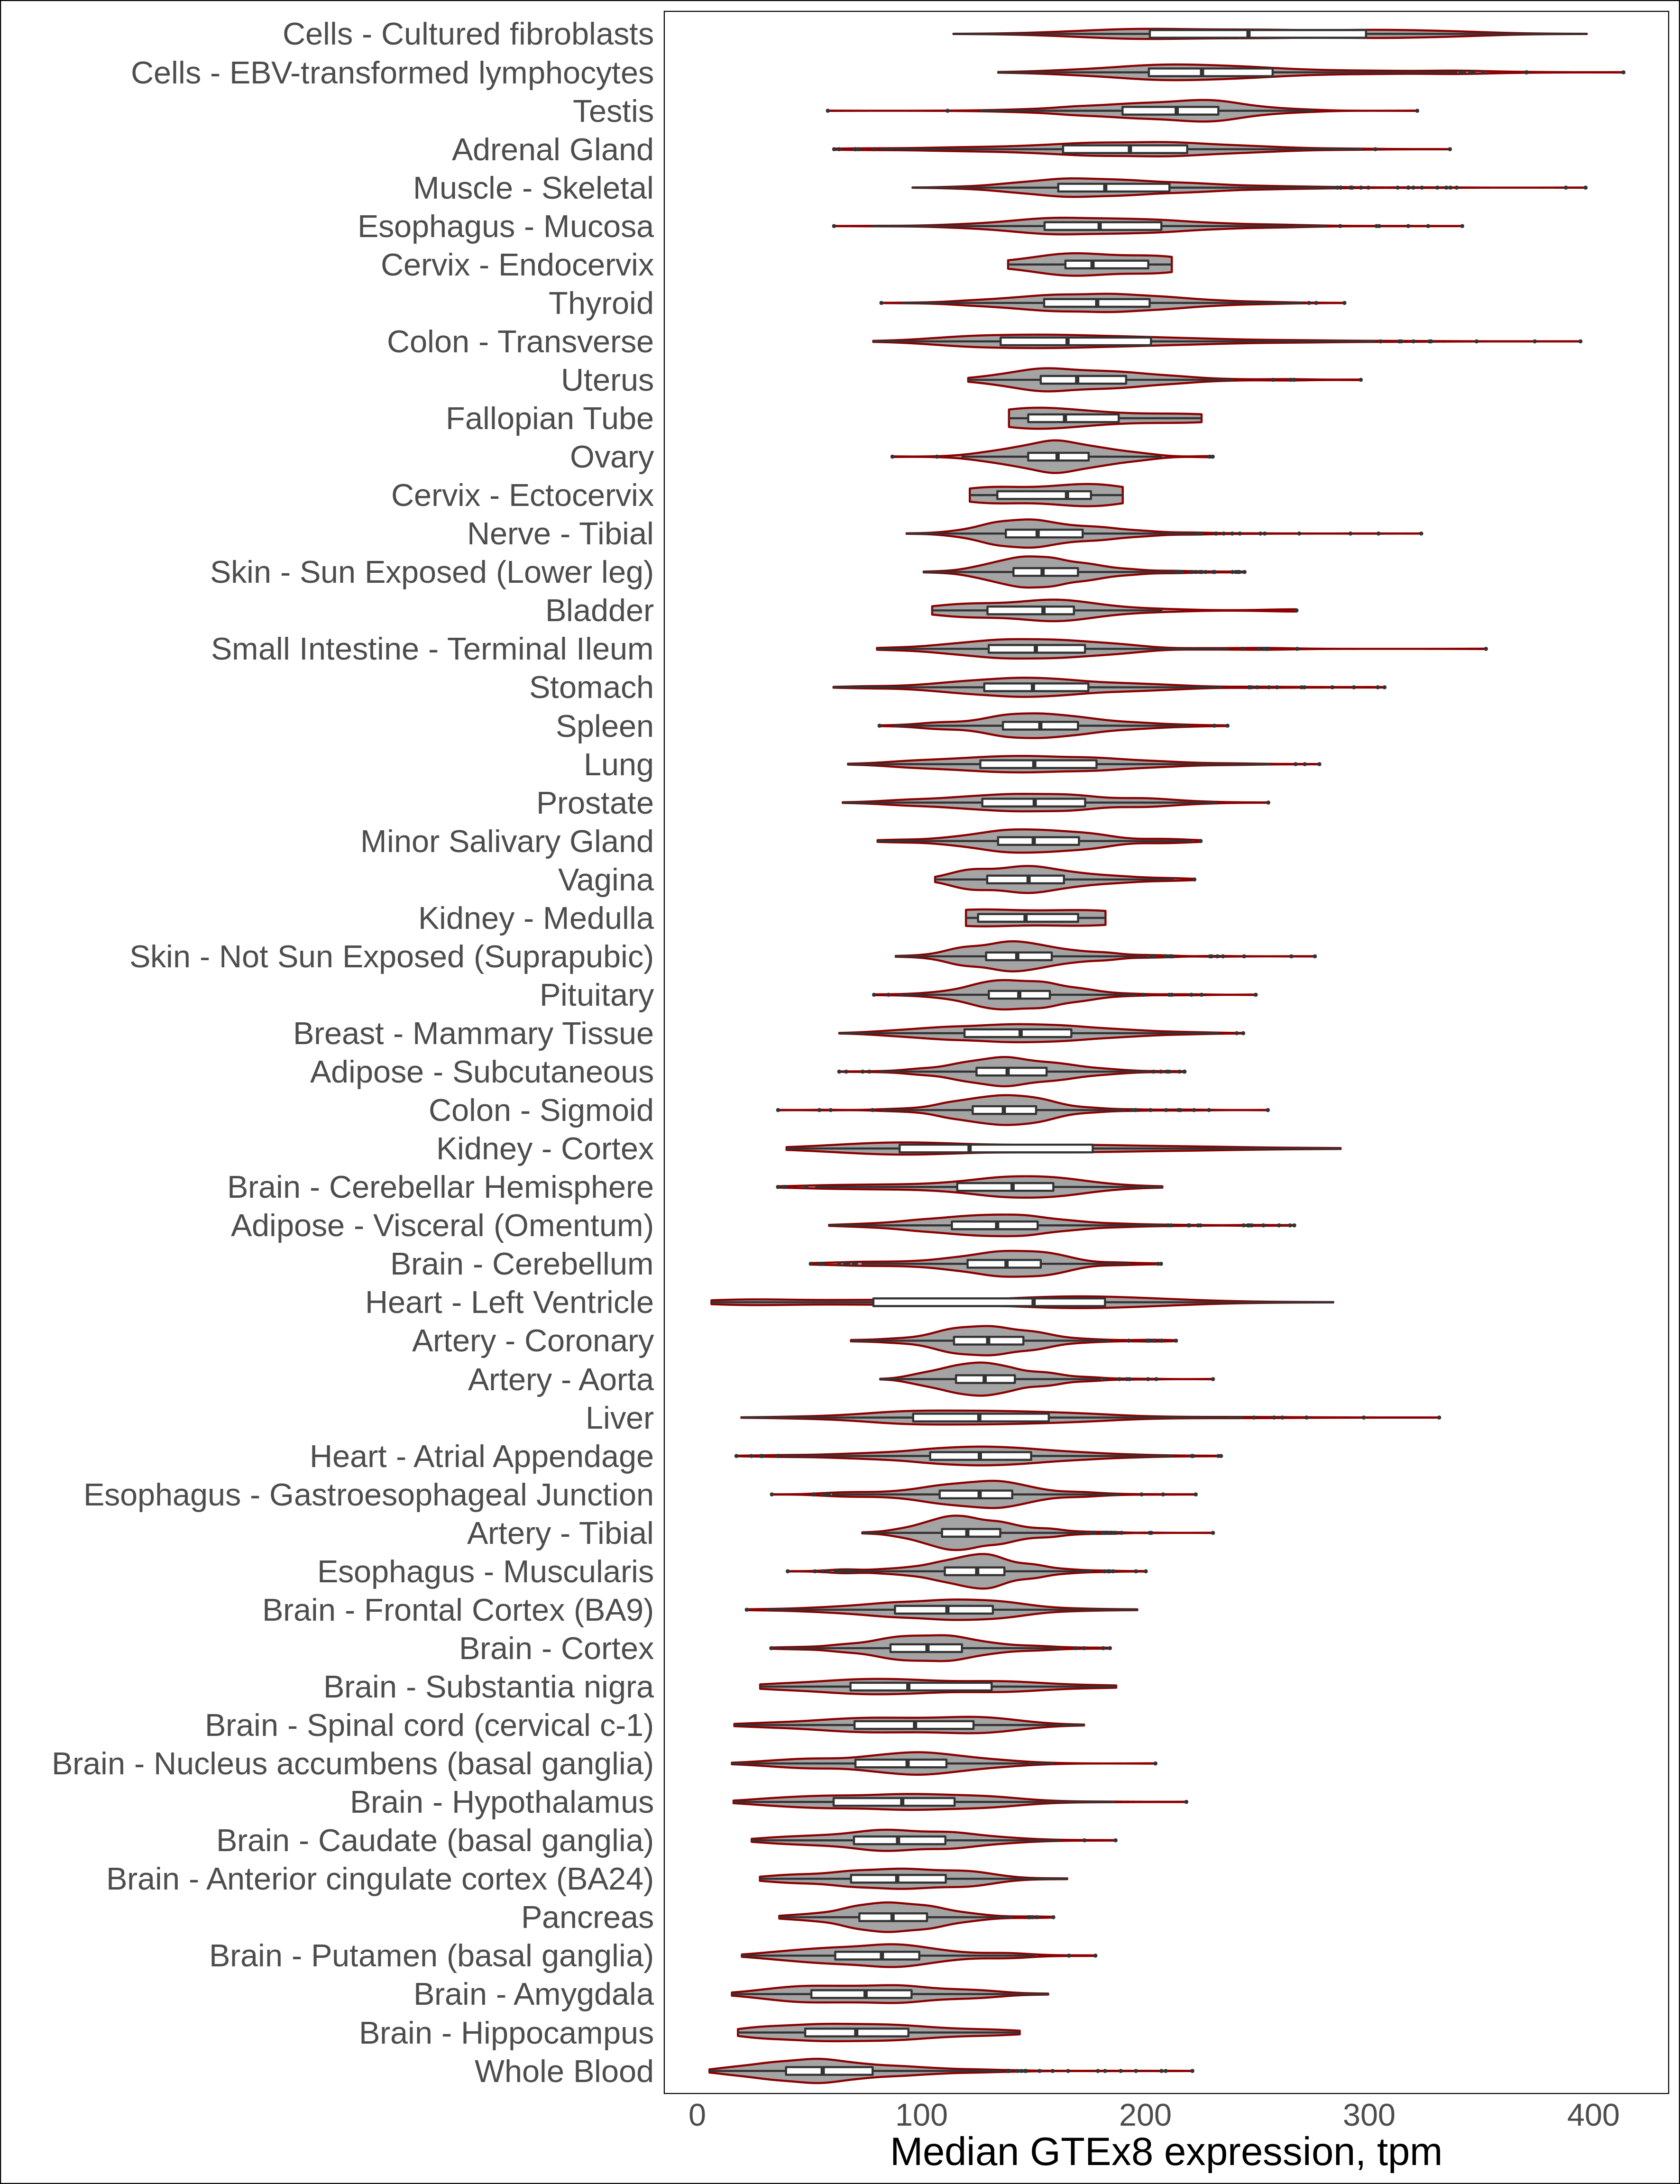 Cells - Cultured fibroblasts
Cells - EBV-transformed lymphocytes
Testis
Adrenal Gland
Muscle - Skeletal
Esophagus - Mucosa
Cervix - Endocervix
Thyroid
Colon - Transverse
Uterus
Fallopian Tube
Ovary
Cervix - Ectocervix
Nerve - Tibial
Skin - Sun Exposed (Lower leg)
Bladder
Small Intestine - Terminal Ileum
Stomach
Spleen
Lung
Prostate
Minor Salivary Gland
Vagina
Kidney - Medulla
Skin - Not Sun Exposed (Suprapubic)
Pituitary
Breast - Mammary Tissue
Adipose - Subcutaneous
Colon - Sigmoid
Kidney - Cortex
Brain - Cerebellar Hemisphere
Adipose - Visceral (Omentum)
Brain - Cerebellum
Heart - Left Ventricle
Artery - Coronary
Artery - Aorta
Liver
Heart - Atrial Appendage
Esophagus - Gastroesophageal Junction
Artery - Tibial
Esophagus - Muscularis
Brain - Frontal Cortex (BA9)
Brain - Cortex
Brain - Substantia nigra
Brain - Spinal cord (cervical c-1)
Brain - Nucleus accumbens (basal ganglia)
Brain - Hypothalamus
Brain - Caudate (basal ganglia)
Brain - Anterior cingulate cortex (BA24)
Pancreas
Brain - Putamen (basal ganglia)
Brain - Amygdala
Brain - Hippocampus
Whole Blood
0 100 200 300 400
Median GTEx8 expression, tpm